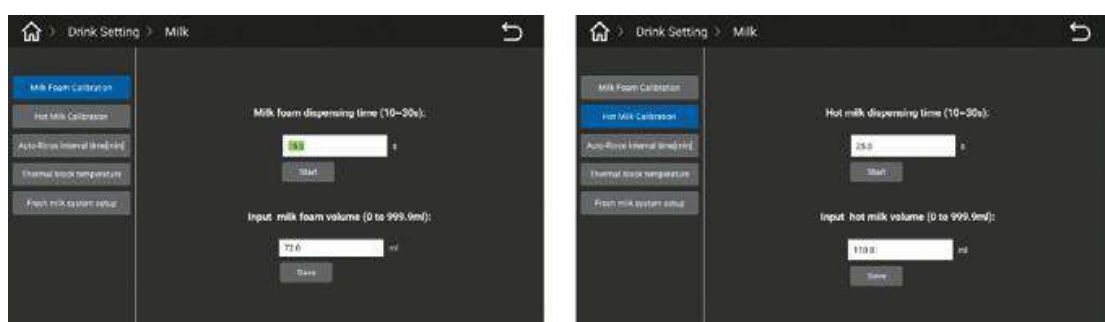 Drink Setting > Milk
Milk Foam Calibration
Hot Milk Calibration
Auto-Rinse interval time[min]
Thermal block temperature
Fresh milk system setup
Milk foam dispensing time (10~30s):
s
Start
Input milk foam volume (0 to 999.9ml):
72.0 ml
Save
Drink Setting > Milk
Milk Foam Calibration
Hot Milk Calibration
Auto-Rinse interval time[min]
Thermal block temperature
Fresh milk system setup
Hot milk dispensing time (10~30s):
25.0 s
Start
Input hot milk volume (0 to 999.9ml):
110.0 ml
Save